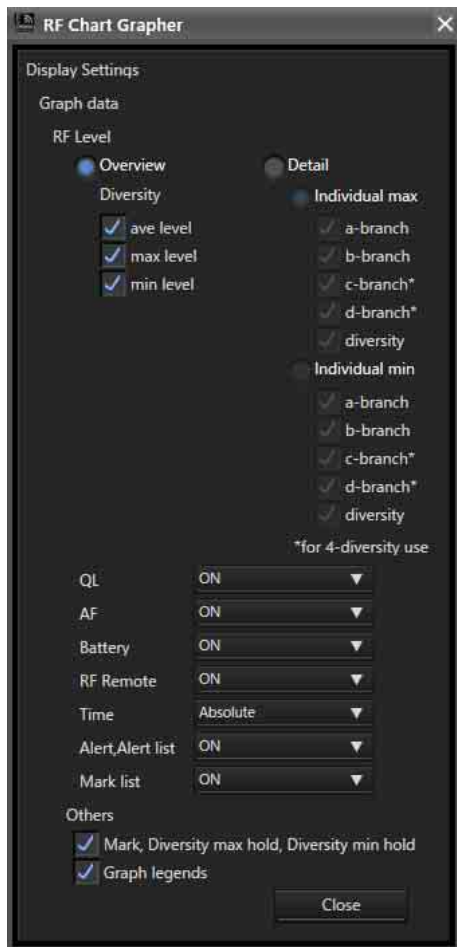 RF Chart Grapher
Display Settings
Graph data
RF Level
Overview
Diversity
ave level
max level
min level
Detail
Individual max
a-branch
b-branch
c-branch*
d-branch*
diversity
Individual min
a-branch
b-branch
c-branch*
d-branch*
diversity
*for 4-diversity use
QL ON
AF ON
Battery ON
RF Remote ON
Time Absolute
Alert,Alert list ON
Mark list ON
Others
Mark, Diversity max hold, Diversity min hold
Graph legends
Close